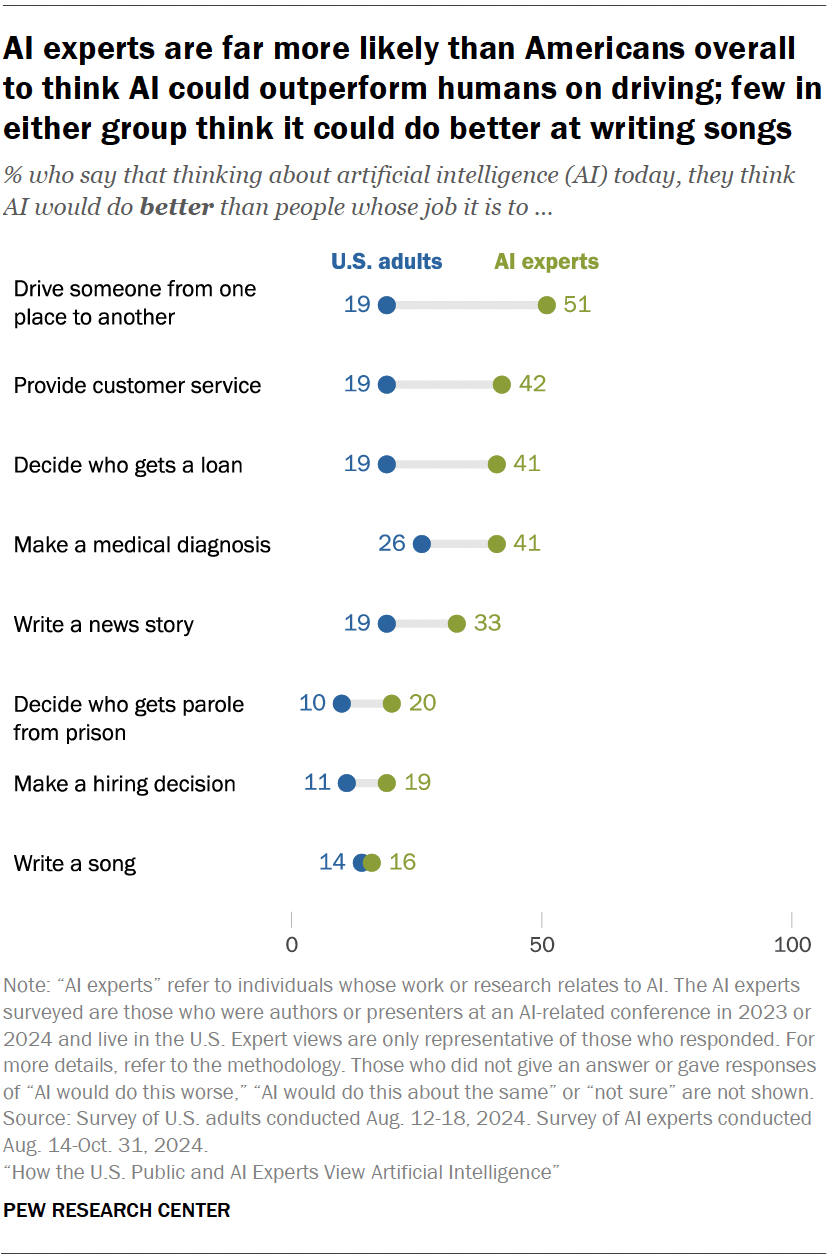 AI experts are far more likely than Americans overall
to think AI could outperform humans on driving; few in
either group think it could do better at writing songs
% who say that thinking about artificial intelligence (AI) today, they think
AI would do better than people whose job it is to ...
U.S. adults AI experts
Drive someone from one
place to another
19 51
Provide customer service 19 42
Decide who gets a loan 19 41
Make a medical diagnosis 26 41
Write a news story 19 33
Decide who gets parole
from prison
10 20
Make a hiring decision 11 19
Write a song 14 16
0 50 100
Note: “AI experts” refer to individuals whose work or research relates to AI. The AI experts
surveyed are those who were authors or presenters at an AI-related conference in 2023 or
2024 and live in the U.S. Expert views are only representative of those who responded. For
more details, refer to the methodology. Those who did not give an answer or gave responses
of “AI would do this worse,” “AI would do this about the same” or “not sure” are not shown.
Source: Survey of U.S. adults conducted Aug. 12-18, 2024. Survey of AI experts conducted
Aug. 14-Oct. 31, 2024.
“How the U.S. Public and AI Experts View Artificial Intelligence”
PEW RESEARCH CENTER